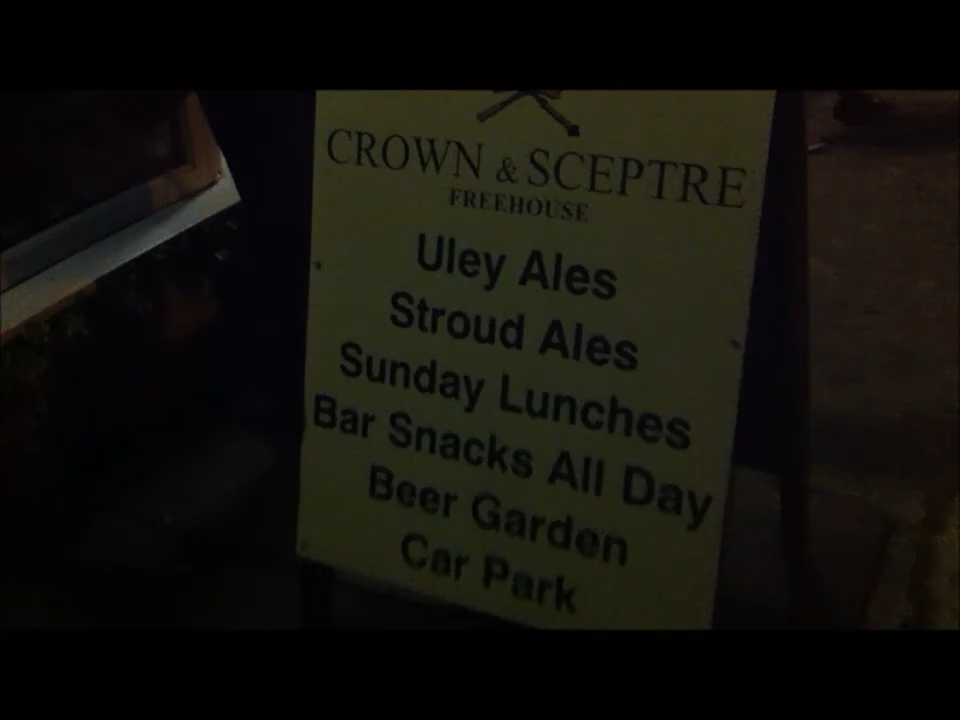 CROWN & SCEPTRE
FREEHOUSE
Uley Ales
Stroud Ales
Sunday Lunches
Bar Snacks All Day
Beer Garden
Car Park